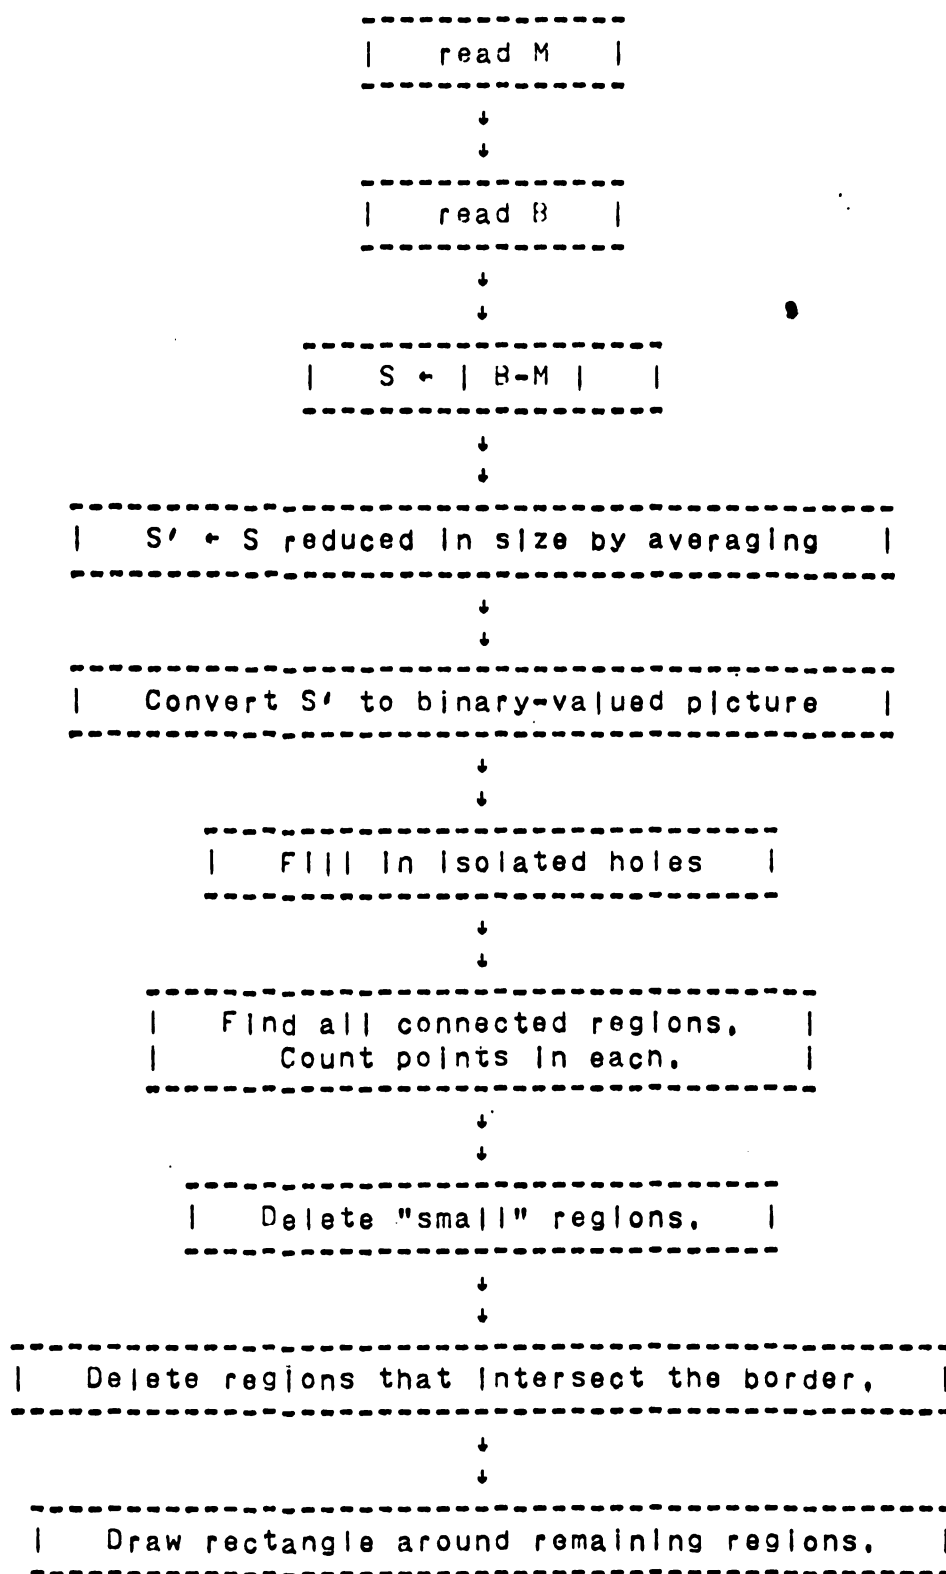 read M
read B
S ← | B-M |
S' ← S reduced in size by averaging
Convert S' to binary-valued picture
Fill in isolated holes
Find all connected regions.
Count points in each.
Delete "small" regions.
Delete regions that intersect the border.
Draw rectangle around remaining regions.